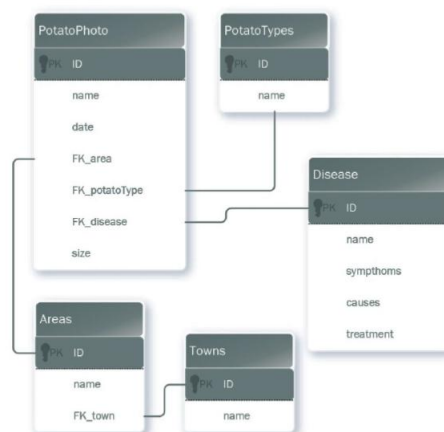 PotatoPhoto
PK ID
name
date
FK_area
FK_potatoType
FK_disease
size
PotatoTypes
PK ID
name
Disease
PK ID
name
sympthoms
causes
treatment
Areas
PK ID
name
FK_town
Towns
PK ID
name